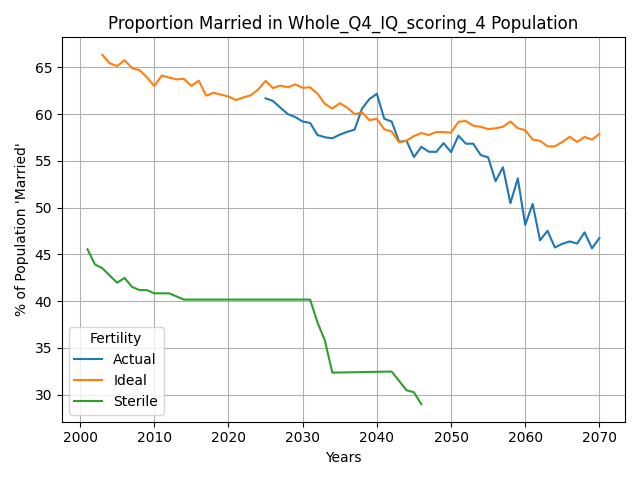 Proportion Married in Whole_Q4_IQ_scoring_4 Population
% of Population 'Married'
65
60
55
50
45
40
35
30
Fertility
Actual
Ideal
Sterile
2000 2010 2020 2030 2040 2050 2060 2070
Years